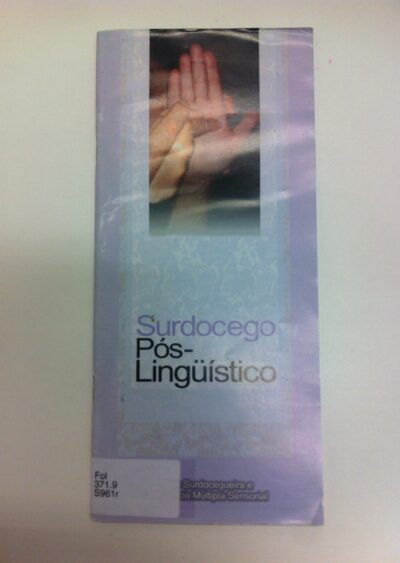 Surdocego
Pós-
Lingüístico
Fol
371.9
S961r
Surdocegueira e
Múltipla Sensorial